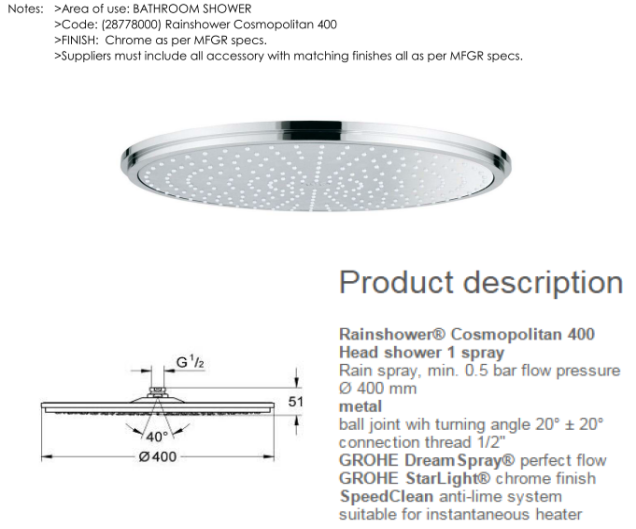 Notes: >Area of use: BATHROOM SHOWER
>Code: (28778000) Rainshower Cosmopolitan 400
>FINISH: Chrome as per MFGR specs.
>Suppliers must include all accessory with matching finishes all as per MFGR specs.
Product description
Rainshower® Cosmopolitan 400
Head shower 1 spray
Rain spray, min. 0.5 bar flow pressure
Ø 400 mm
metal
ball joint wih turning angle 20° ± 20°
connection thread 1/2"
GROHE DreamSpray® perfect flow
GROHE StarLight® chrome finish
SpeedClean anti-lime system
suitable for instantaneous heater
G½
51
40°
Ø400